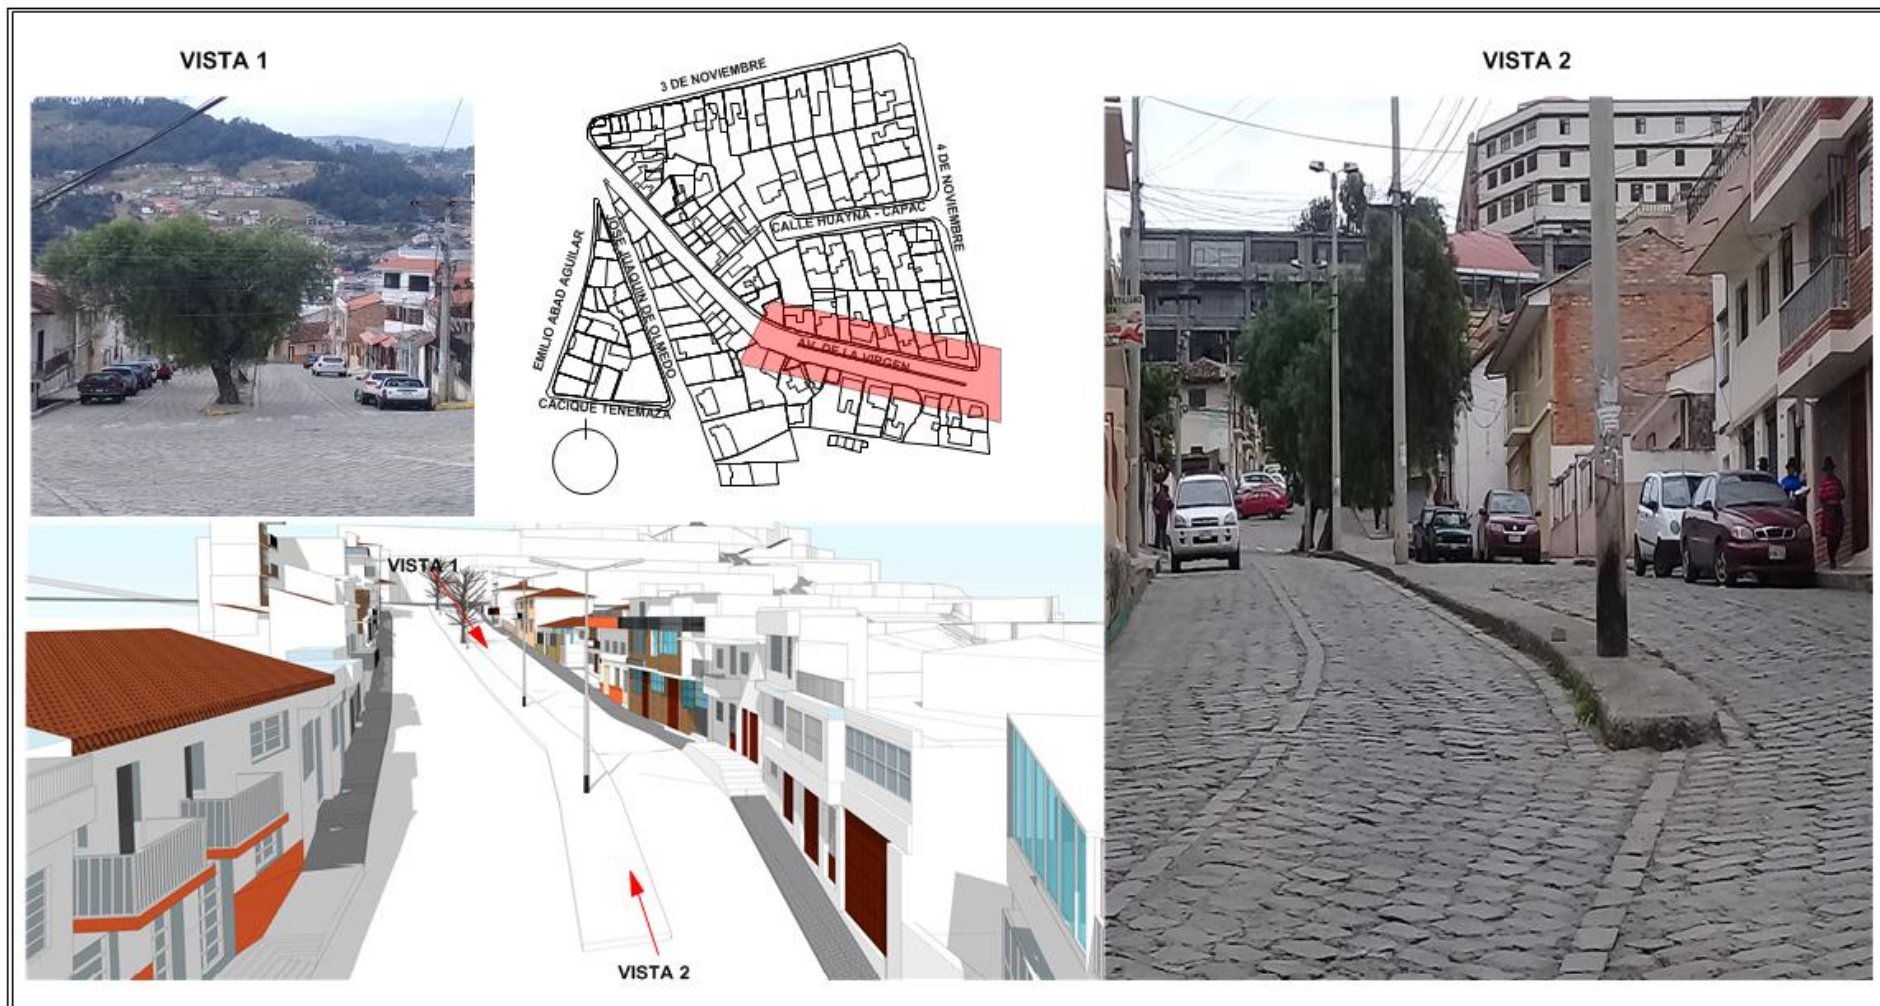 VISTA 1
VISTA 2
3 DE NOVIEMBRE
4 DE NOVIEMBRE
CALLE HUAYNA - CAPAC
EMILIO ABAD AGUILAR
JOSE JUAQUIN DE OLMEDO
AV. DE LA VIRGEN
CACIQUE TENEMAZA
VISTA 1
VISTA 2